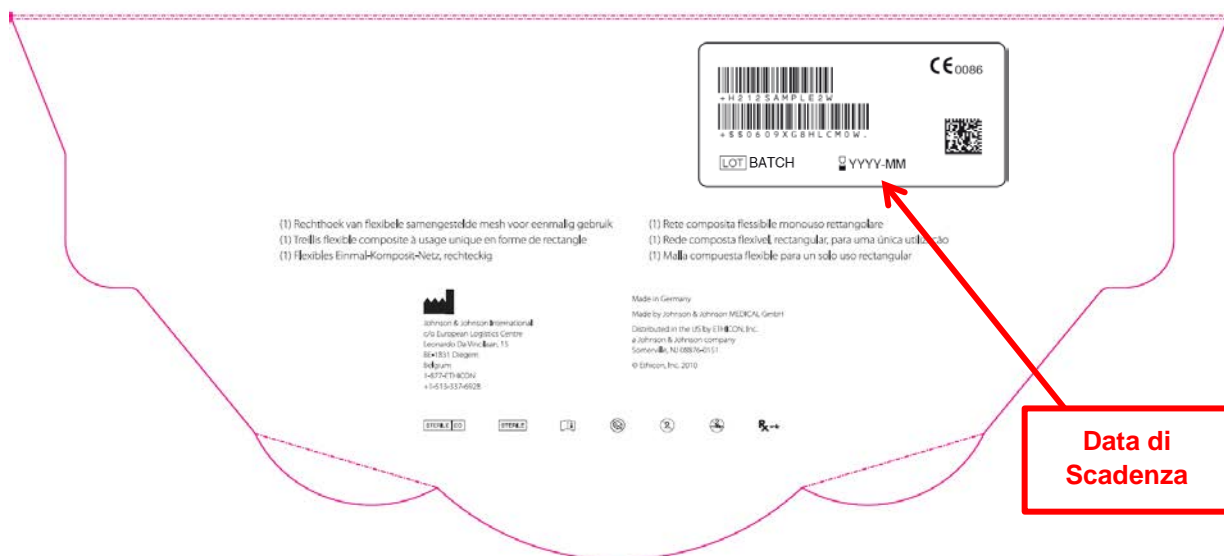 CE 0086
+H212SAMPLE2W
+$$0609XG8HLCM0W.
LOT BATCH YYYY-MM
(1) Rechthoek van flexibele samengestelde mesh voor eenmalig gebruik
(1) Treillis flexible composite à usage unique en forme de rectangle
(1) Flexibles Einmal-Komposit-Netz, rechteckig
(1) Rete composita flessibile monouso rettangolare
(1) Rede composta flexível, rectangular, para uma única utilização
(1) Malla compuesta flexible para un solo uso rectangular
Johnson & Johnson International
c/o European Logistics Centre
Leonardo Da Vincilaan, 15
BE-1831 Diegem
Belgium
1-877-ETHICON
+1-513-337-6928
Made in Germany
Made by Johnson & Johnson MEDICAL GmbH
Distributed in the US by ETHICON, Inc.
a Johnson & Johnson company
Somerville, NJ 08876-0151
© Ethicon, Inc. 2010
STERILE EO STERILE 2 Rx
Data di
Scadenza